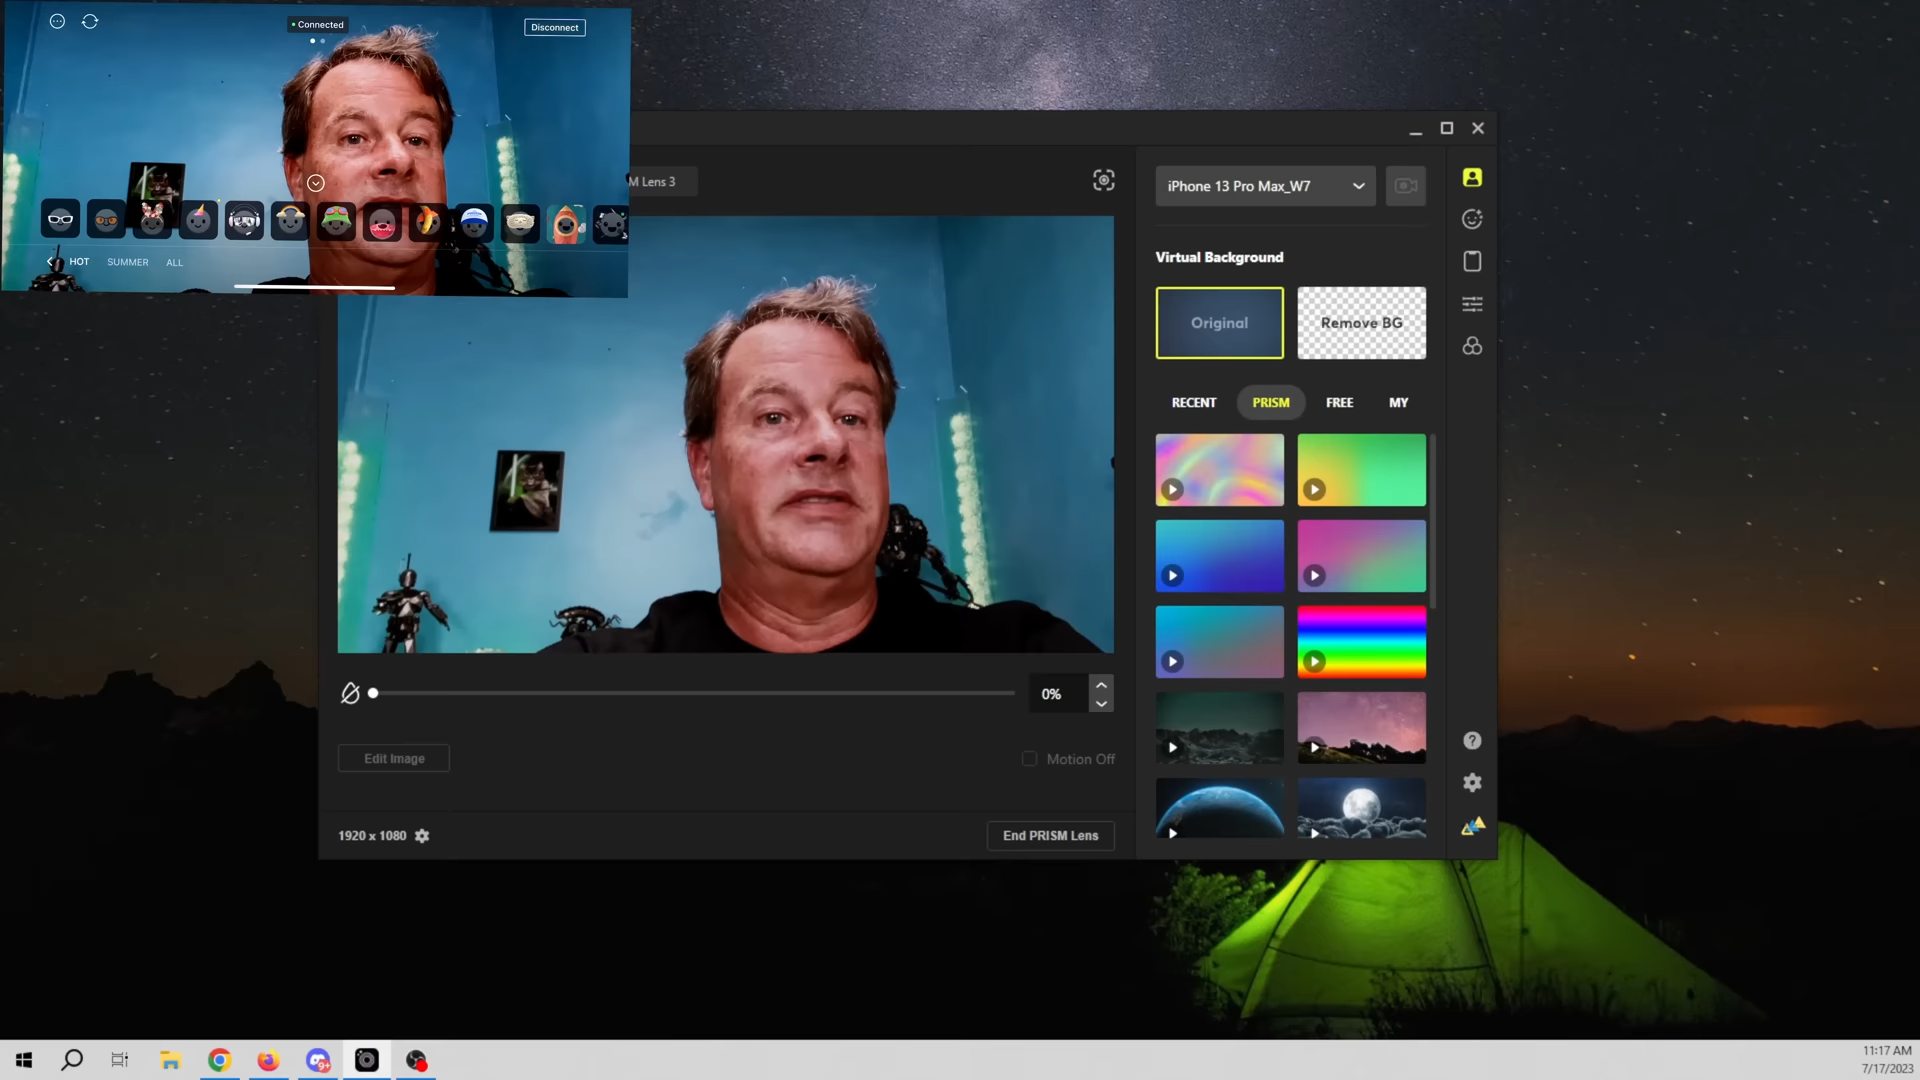 Connected
Disconnect
HOT SUMMER ALL
M Lens 3
iPhone 13 Pro Max_W7
Virtual Background
Original
Remove BG
RECENT PRISM FREE MY
0%
Edit Image
Motion Off
1920 x 1080
End PRISM Lens
9+
11:17 AM
7/17/2023